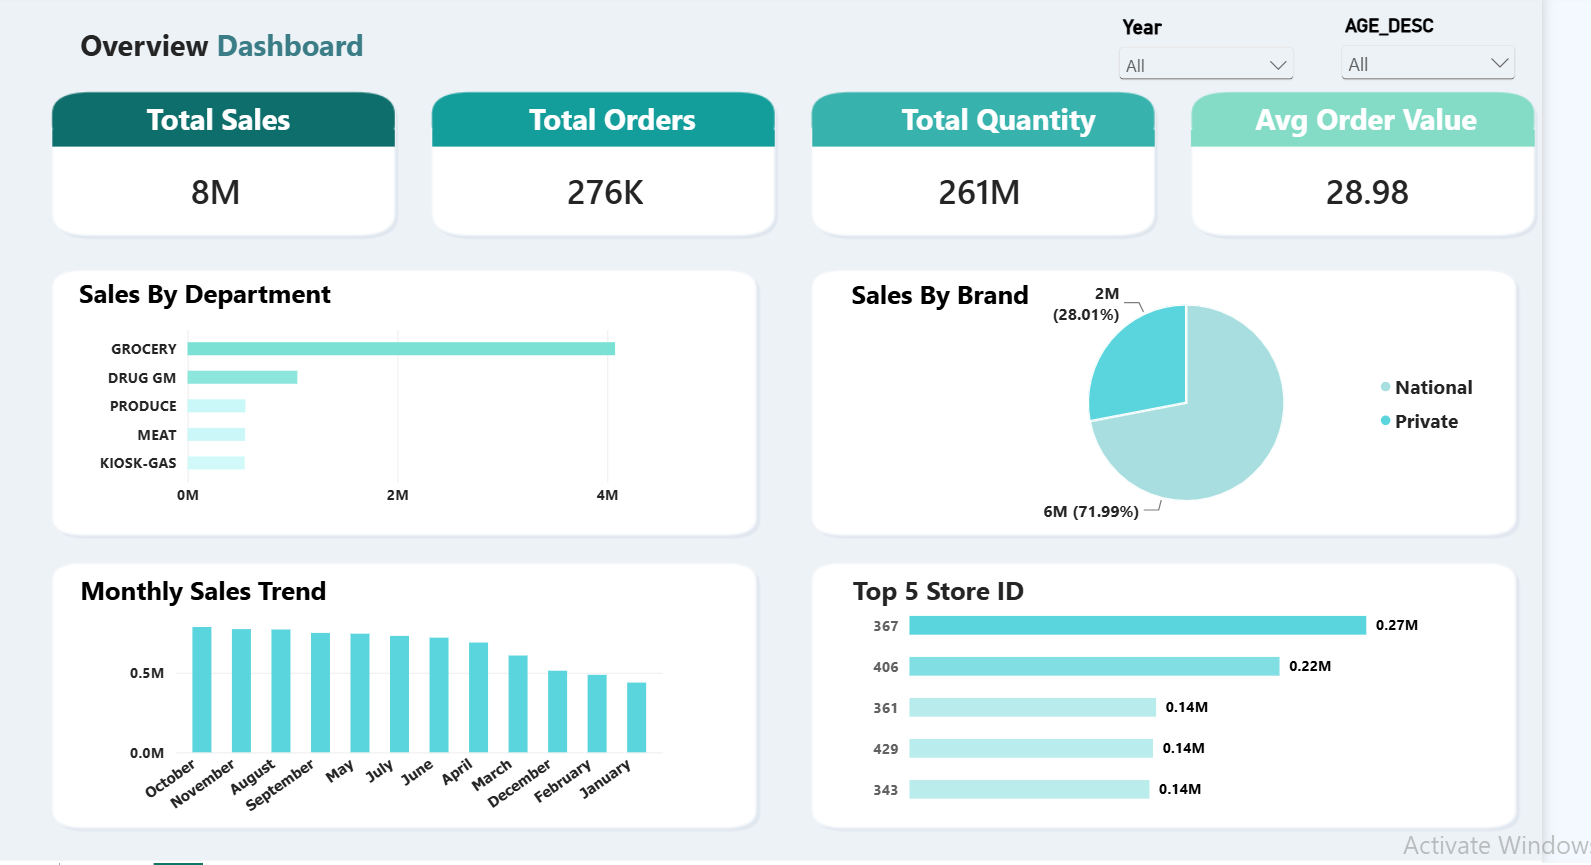 Overview Dashboard
Year
AGE_DESC
All
All
Total Sales
8M
Total Orders
276K
Total Quantity
261M
Avg Order Value
28.98
Sales By Department
GROCERY
DRUG GM
PRODUCE
MEAT
KIOSK-GAS
0M 2M 4M
Sales By Brand
2M
(28.01%)
6M (71.99%)
National
Private
Monthly Sales Trend
0.5M
0.0M
October
November
August
September
May
July
June
April
March
December
February
January
Top 5 Store ID
367 0.27M
406 0.22M
361 0.14M
429 0.14M
343 0.14M
Activate Window